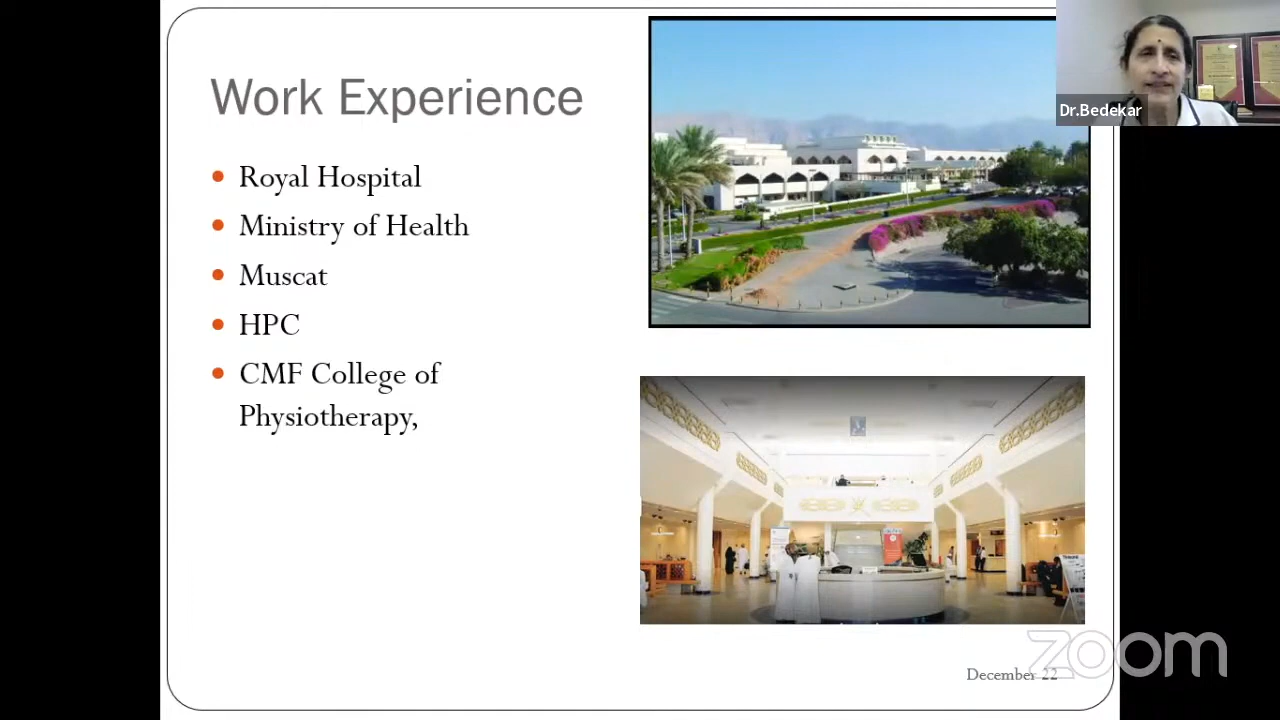 Work Experience
Dr.Bedekar
Royal Hospital
Ministry of Health
Muscat
HPC
CMF College of
Physiotherapy,
December 22
zoom